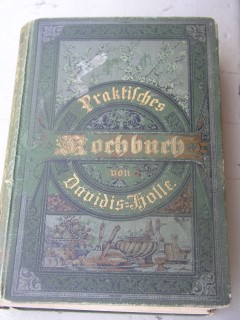 Praktisches
Kochbuch
von
Davidis-Holle.